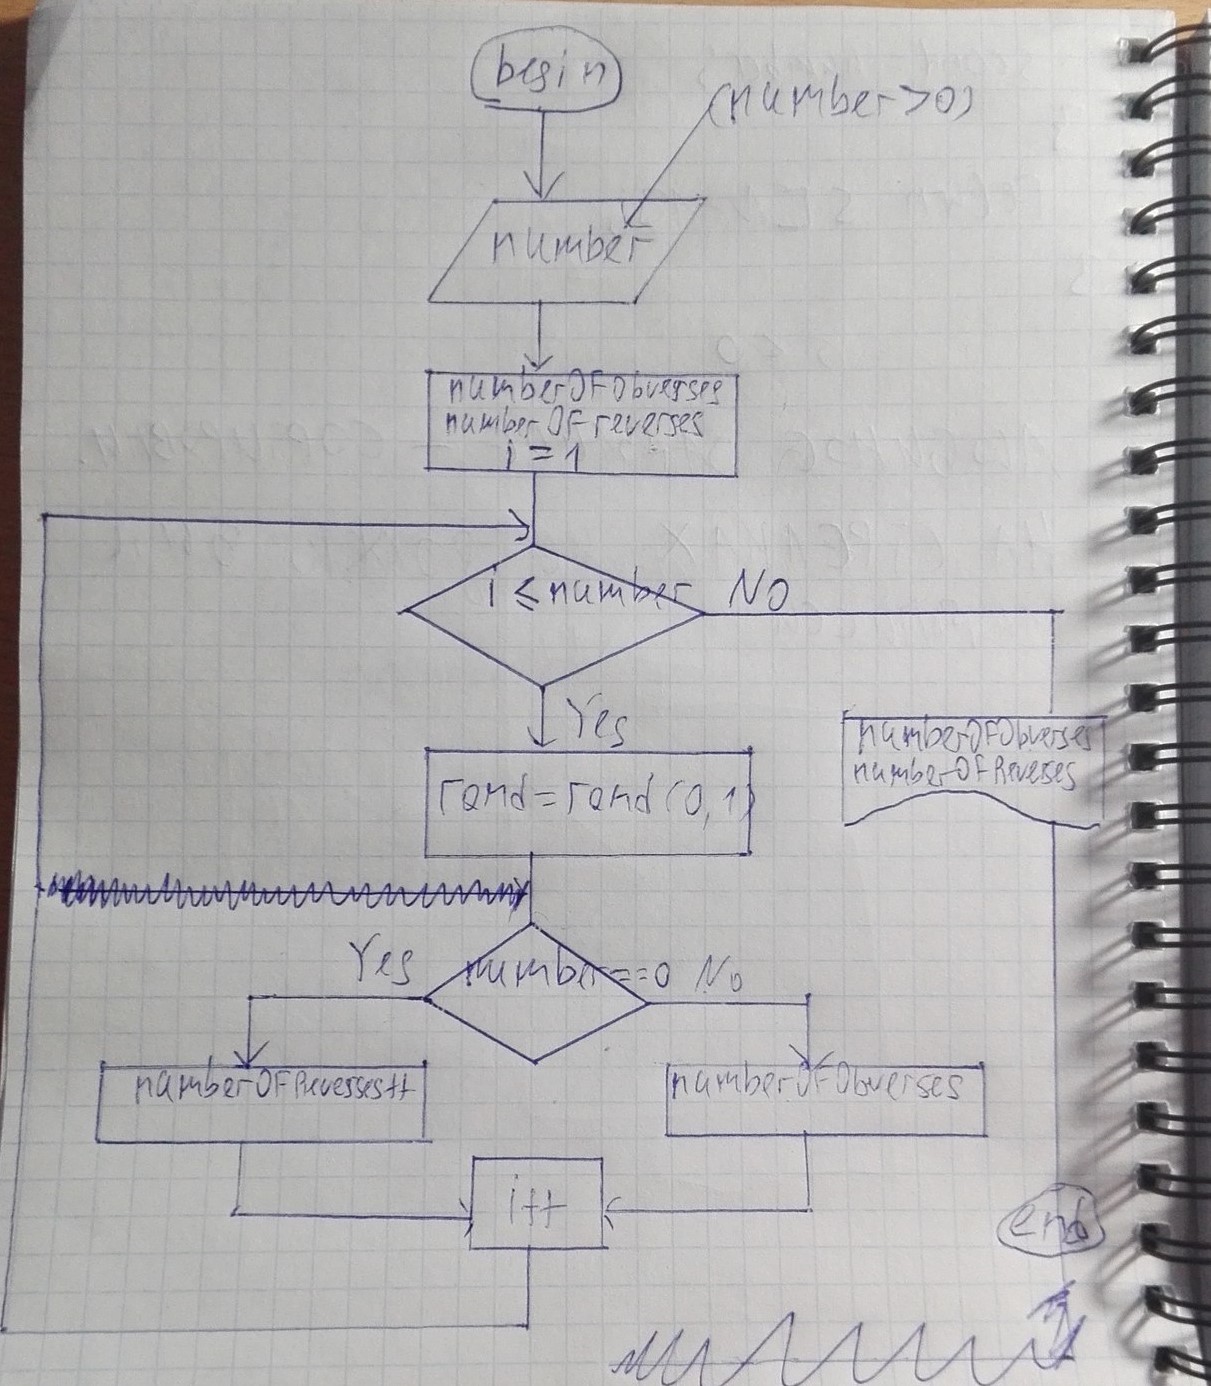 begin
(number>0)
number
numberOFObverses
numberOFreverses
i = 1
i ≤ number
NO
Yes
numberOFObverses
numberOFReverses
rand=rand(0,1)
Yes
number==0
No
numberOFReversest++
numberOFObverses
i++
end